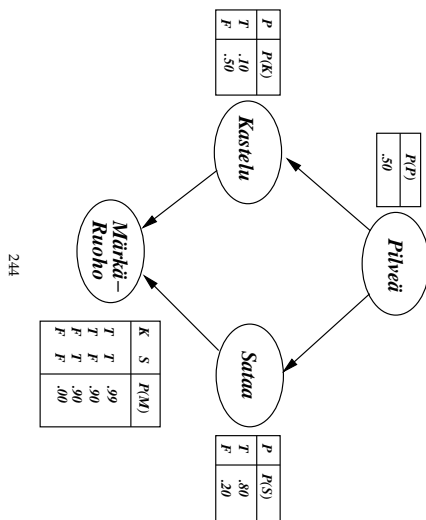 P(P)
.50
Pilveä
P P(K)
T .10
F .50
Kastelu
Sataa
P P(S)
T .80
F .20
Märkä–
Ruoho
K S P(M)
T T .99
T F .90
F T .90
F F .00
244